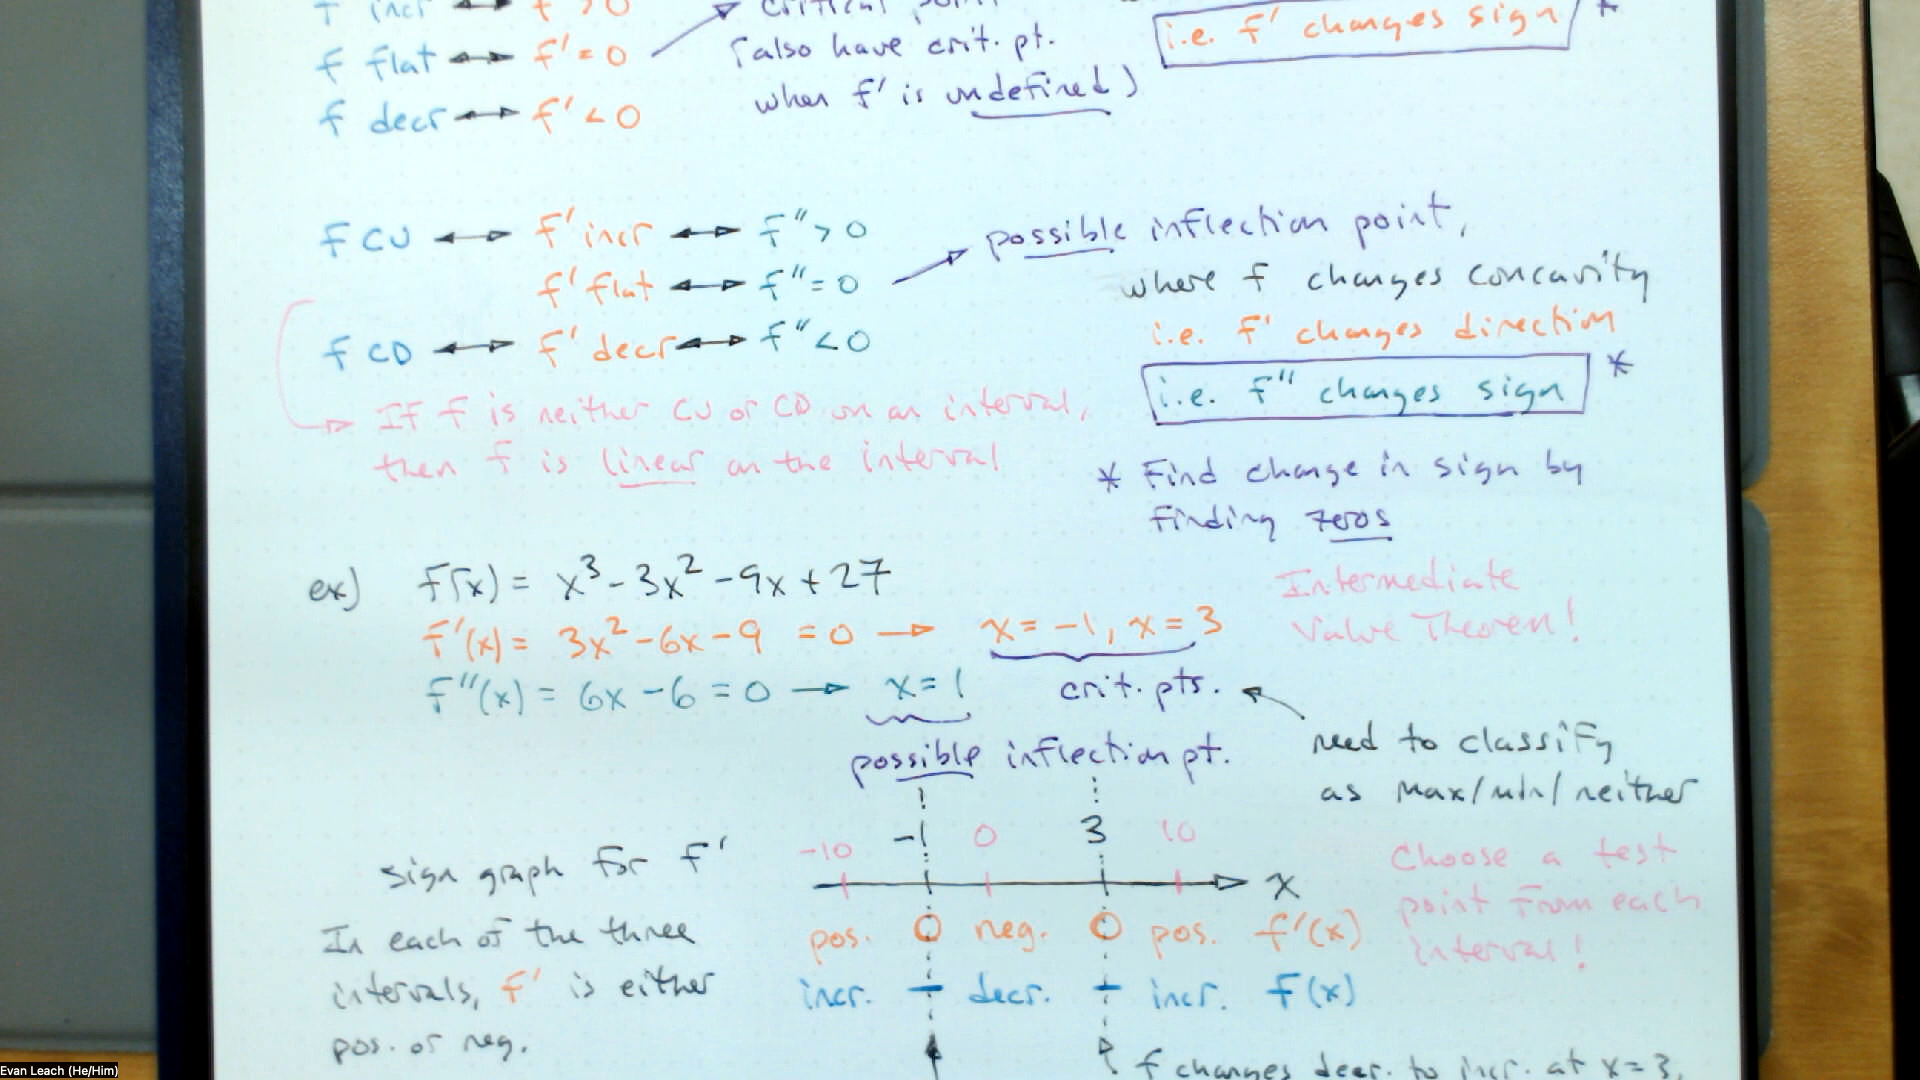 f incr ↔ f' > 0
critical point
i.e. f' changes sign *
f flat ↔ f' = 0
(also have crit. pt.
when f' is undefined)
f decr ↔ f' < 0
f CU ↔ f' incr ↔ f'' > 0
f' flat ↔ f'' = 0
f CD ↔ f' decr ↔ f'' < 0
possible inflection point,
where f changes concavity
i.e. f' changes direction
i.e. f'' changes sign *
If f is neither CU or CD on an interval,
then f is linear on the interval
* Find change in sign by
finding zeros
Intermediate
Value Theorem!
ex) f(x) = x³ - 3x² - 9x + 27
f'(x) = 3x² - 6x - 9 = 0 → x = -1, x = 3
f''(x) = 6x - 6 = 0 → x = 1
crit. pts.
possible inflection pt.
need to classify
as max/min/neither
sign graph for f'
In each of the three
intervals, f' is either
pos. or neg.
-10 -1 0 3 10
x
pos. 0 neg. 0 pos. f'(x)
incr. decr. incr. f(x)
Choose a test
point from each
interval!
f changes decr. to incr. at x = 3,
Evan Leach (He/Him)